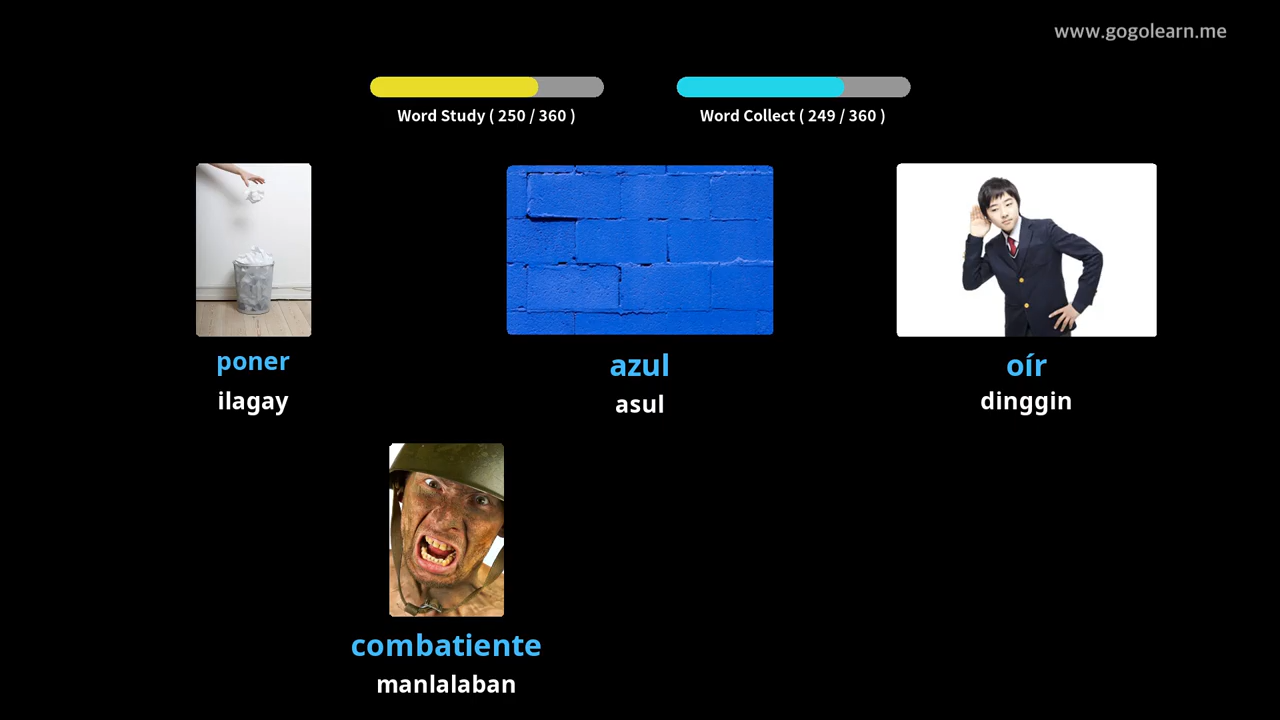 www.gogolearn.me
Word Study ( 250 / 360 )
Word Collect ( 249 / 360 )
poner
ilagay
azul
asul
oír
dinggin
combatiente
manlalaban